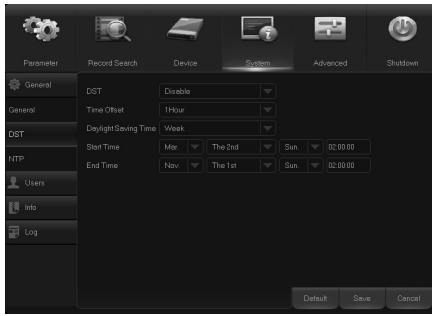 Parameter Record Search Device System Advanced Shutdown
General
General
DST
NTP
Users
Info
Log
DST Disable
Time Offset 1Hour
Daylight Saving Time Week
Start Time Mar. The 2nd Sun. 02:00:00
End Time Nov. The 1st Sun. 02:00:00
Default Save Cancel